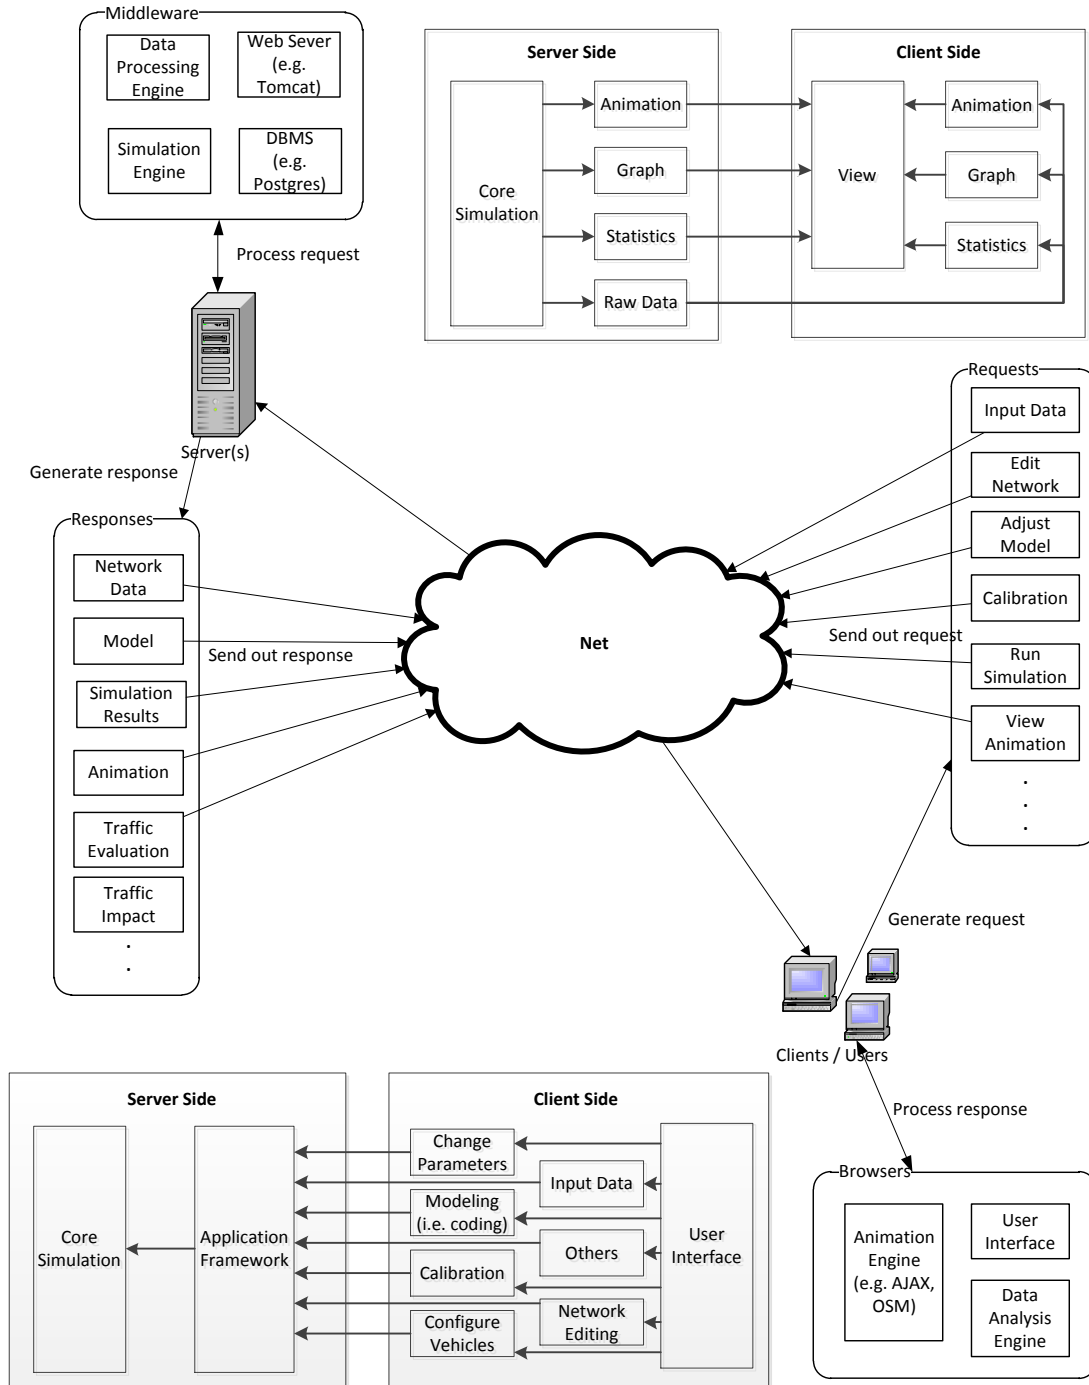 Middleware
Data
Processing
Engine
Web Sever
(e.g.
Tomcat)
Simulation
Engine
DBMS
(e.g.
Postgres)
Process request
Server(s)
Generate response
Server Side
Client Side
Core
Simulation
Animation
Graph
Statistics
Raw Data
View
Animation
Graph
Statistics
Requests
Input Data
Edit
Network
Adjust
Model
Calibration
Send out request
Run
Simulation
View
Animation
.
.
.
Responses
Network
Data
Model
Send out response
Simulation
Results
Animation
Traffic
Evaluation
Traffic
Impact
.
.
Net
Generate request
Clients / Users
Process response
Server Side
Client Side
Core
Simulation
Application
Framework
Change
Parameters
Input Data
Modeling
(i.e. coding)
Others
Calibration
Network
Editing
Configure
Vehicles
User
Interface
Browsers
Animation
Engine
(e.g. AJAX,
OSM)
User
Interface
Data
Analysis
Engine